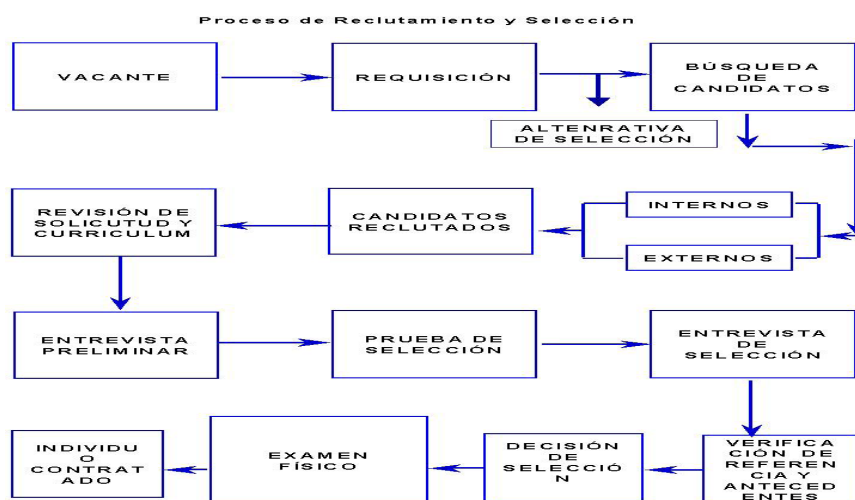 Proceso de Reclutamiento y Selección
VACANTE
REQUISICIÓN
BÚSQUEDA
DE
CANDIDATOS
ALTENRATIVA
DE SELECCIÓN
REVISIÓN DE
SOLICUTUD Y
CURRICULUM
CANDIDATOS
RECLUTADOS
INTERNOS
EXTERNOS
ENTREVISTA
PRELIMINAR
PRUEBA DE
SELECCIÓN
ENTREVISTA
DE
SELECCIÓN
INDIVIDU
O
CONTRAT
ADO
EXAMEN
FÍSICO
DECISIÓN
DE
SELECCIÓ
N
VERIFICA
CIÓN DE
REFEREN
CIA Y
ANTECED
ENTES